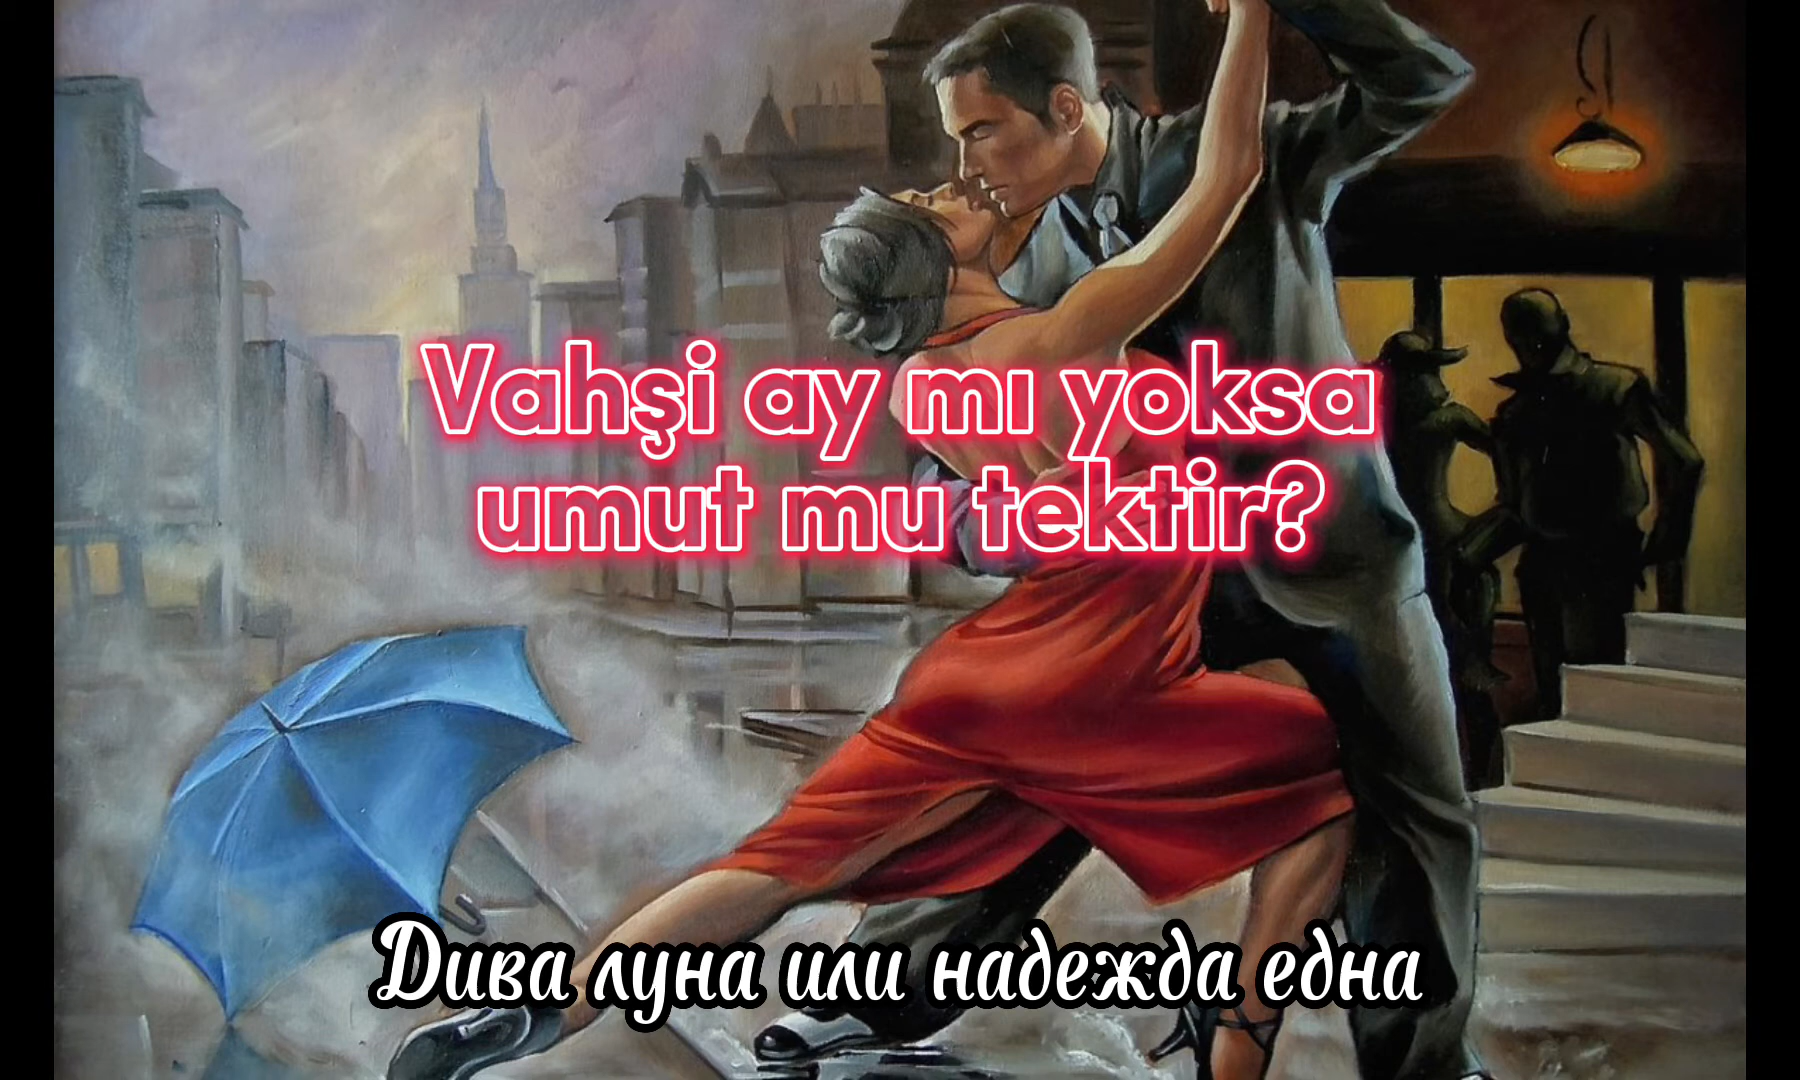 Vahşi ay mı yoksa
umut mu tektir?
Дива луна или надежда една